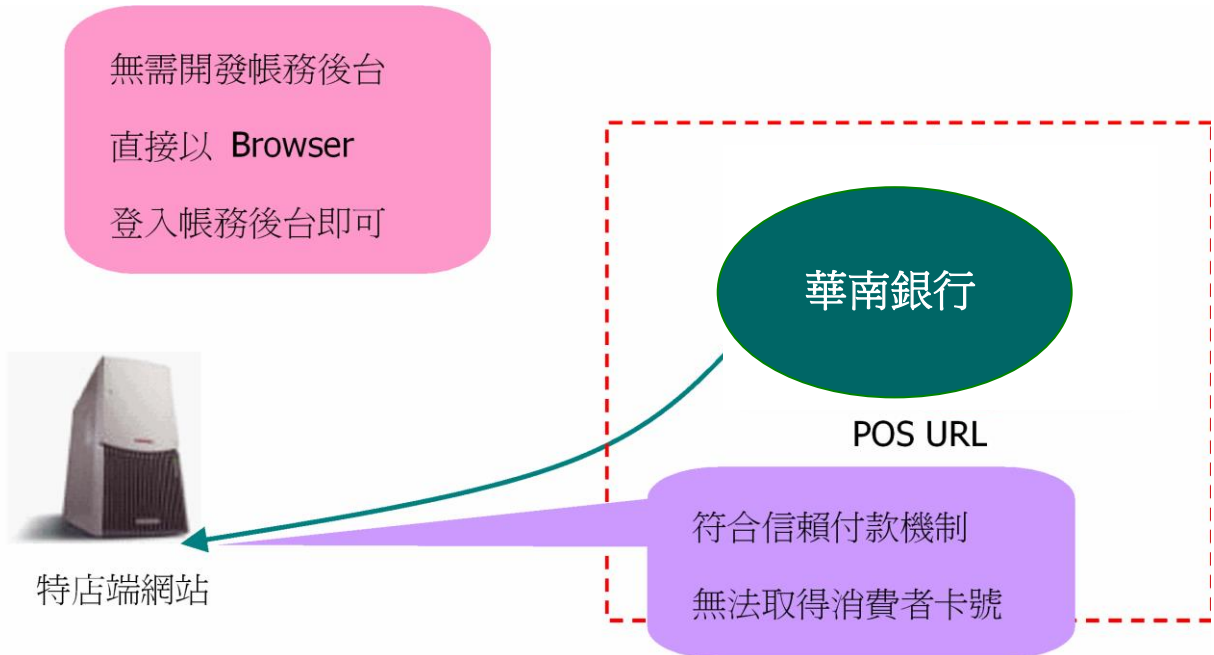 無需開發帳務後台
直接以 Browser
登入帳務後台即可
華南銀行
POS URL
符合信賴付款機制
無法取得消費者卡號
特店端網站